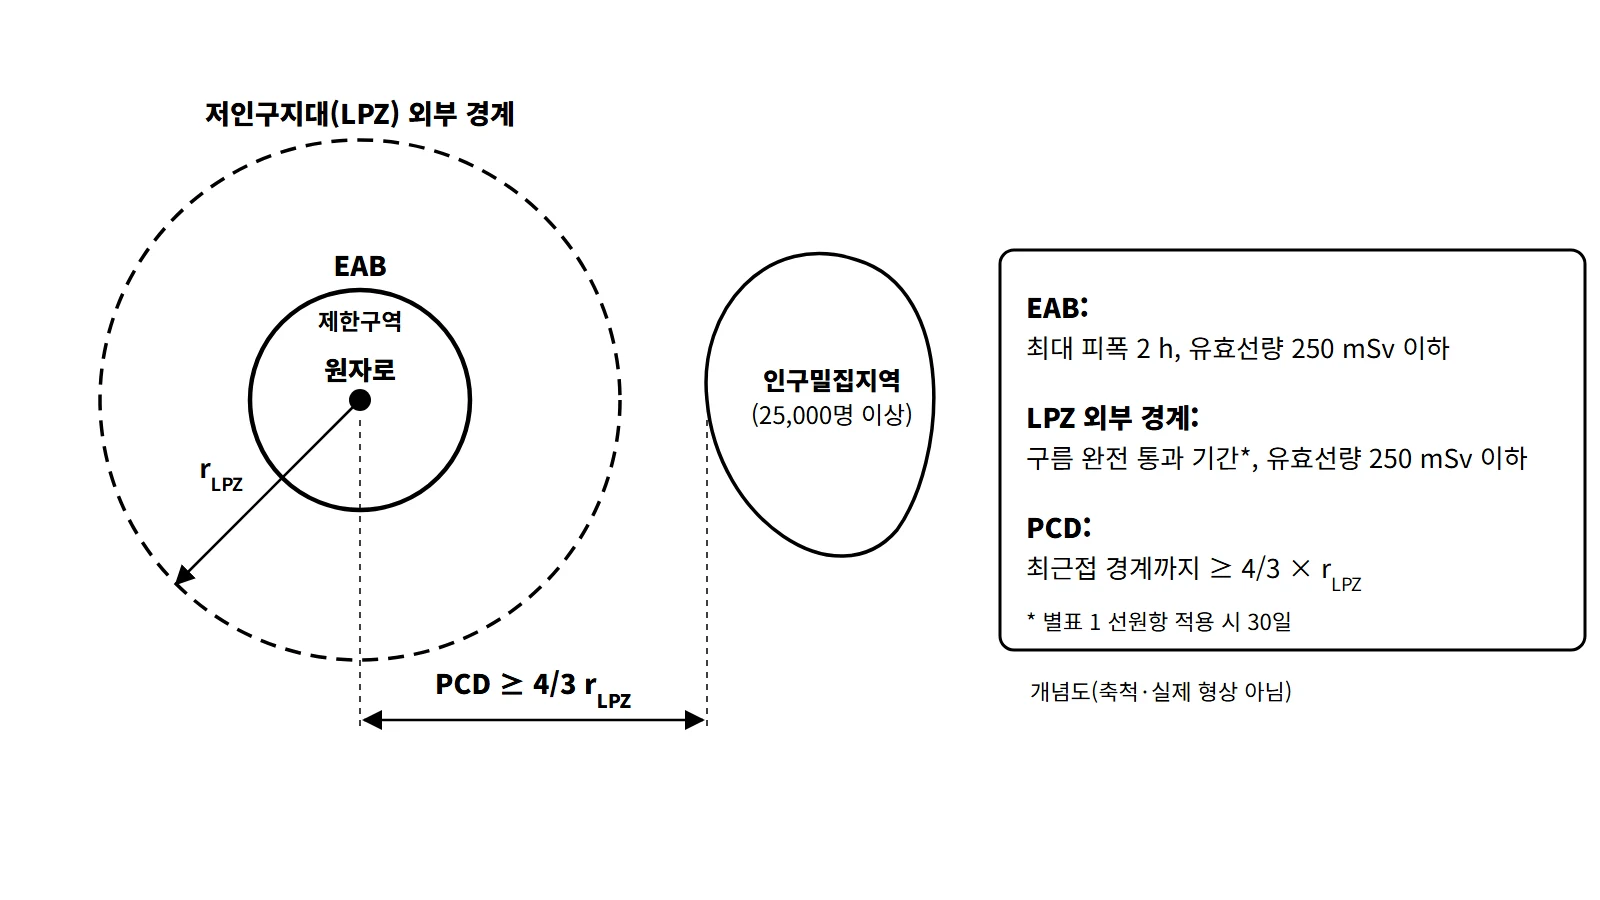 저인구지대(LPZ) 외부 경계
EAB
제한구역
원자로
rLPZ
인구밀집지역
(25,000명 이상)
PCD ≥ 4/3 rLPZ
EAB:
최대 피폭 2 h, 유효선량 250 mSv 이하
LPZ 외부 경계:
구름 완전 통과 기간*, 유효선량 250 mSv 이하
PCD:
최근접 경계까지 ≥ 4/3 × rLPZ
* 별표 1 선원항 적용 시 30일
개념도(축척·실제 형상 아님)